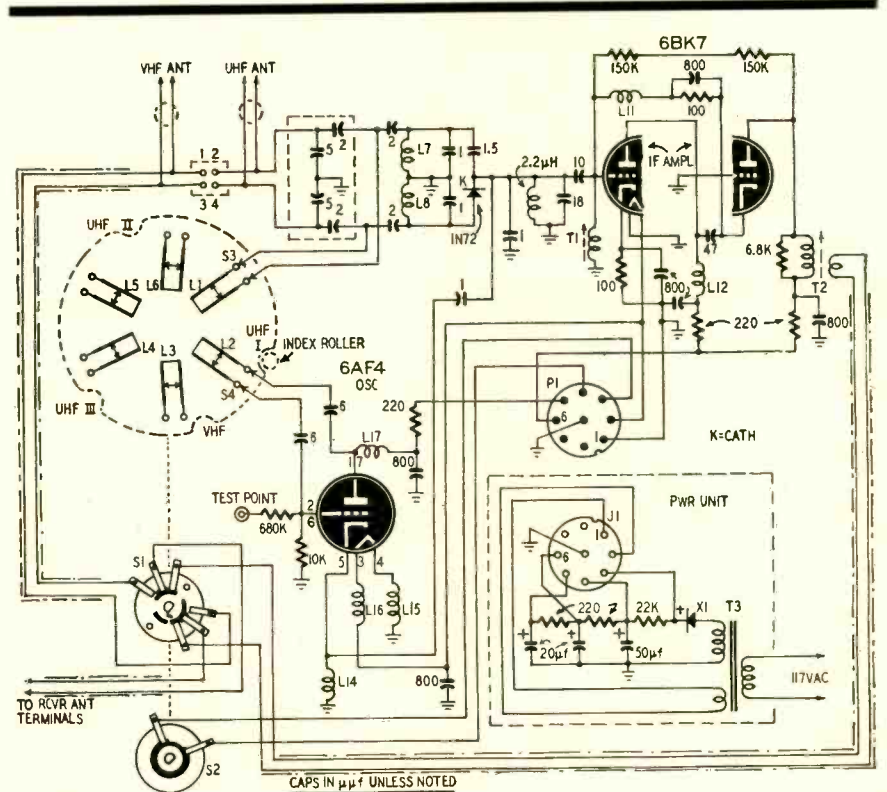 6BK7
VHF ANT
UHF ANT
150K
800
150K
L11
100
1 2
3 4
5
2
2
L7
1
1.5
2.2µH
10
IF AMPL
K
5
2
2
L8
1
IN72
1
18
T1
47
6.8K
T2
UHF II
S3
L5
L6
L1
100
800
L12
800
1
220
L4
L3
L2
UHF I
INDEX ROLLER
S4
6AF4
OSC
UHF III
VHF
6
6
220
P1
6
1
K=CATH
L17
800
1 7
TEST POINT
680K
2
6
10K
5 3 4
PWR UNIT
J1
1
6
S1
L16
L15
220
22K
X1
T3
20µf
50µf
117VAC
L14
800
TO RCVR ANT
TERMINALS
S2
CAPS IN µµf UNLESS NOTED